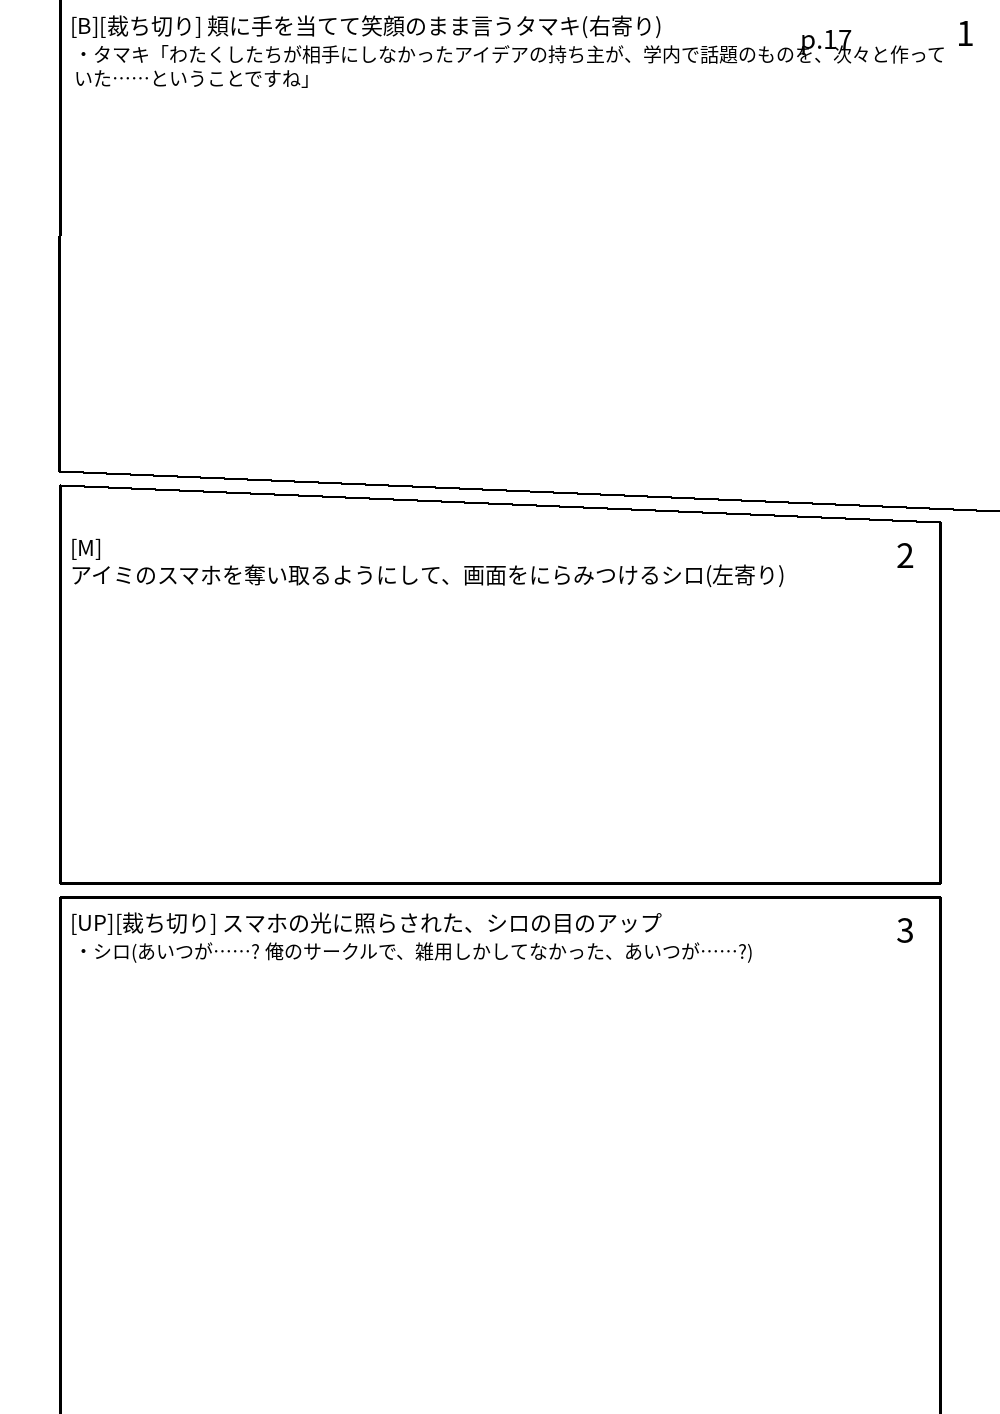 [B][裁ち切り] 頬に手を当てて笑顔のまま言うタマキ(右寄り)
p.17
1
・タマキ「わたくしたちが相手にしなかったアイデアの持ち主が、学内で話題のものを、次々と作って
いた……ということですね」
[M]
2
アイミのスマホを奪い取るようにして、画面をにらみつけるシロ(左寄り)
[UP][裁ち切り] スマホの光に照らされた、シロの目のアップ
3
・シロ(あいつが……? 俺のサークルで、雑用しかしてなかった、あいつが……?)